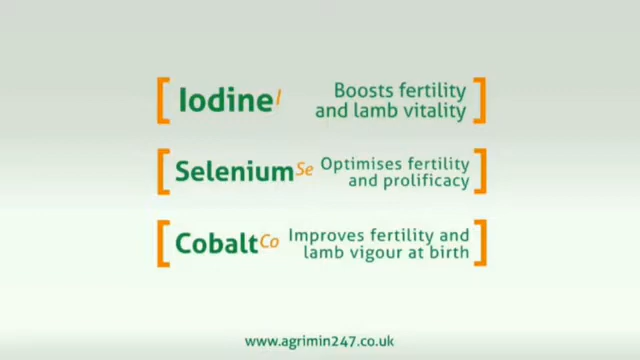 Iodine I
Boosts fertility
and lamb vitality
Selenium Se
Optimises fertility
and prolificacy
Cobalt Co
Improves fertility and
lamb vigour at birth
www.agrimin247.co.uk